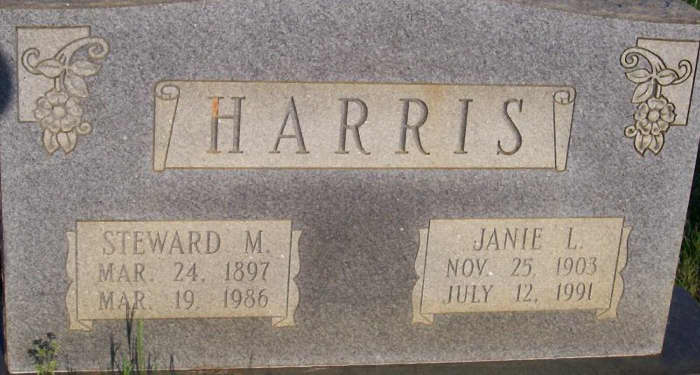 HARRIS
STEWARD M.
MAR. 24, 1897
MAR. 19, 1986
JANIE L.
NOV. 25, 1903
JULY 12, 1991